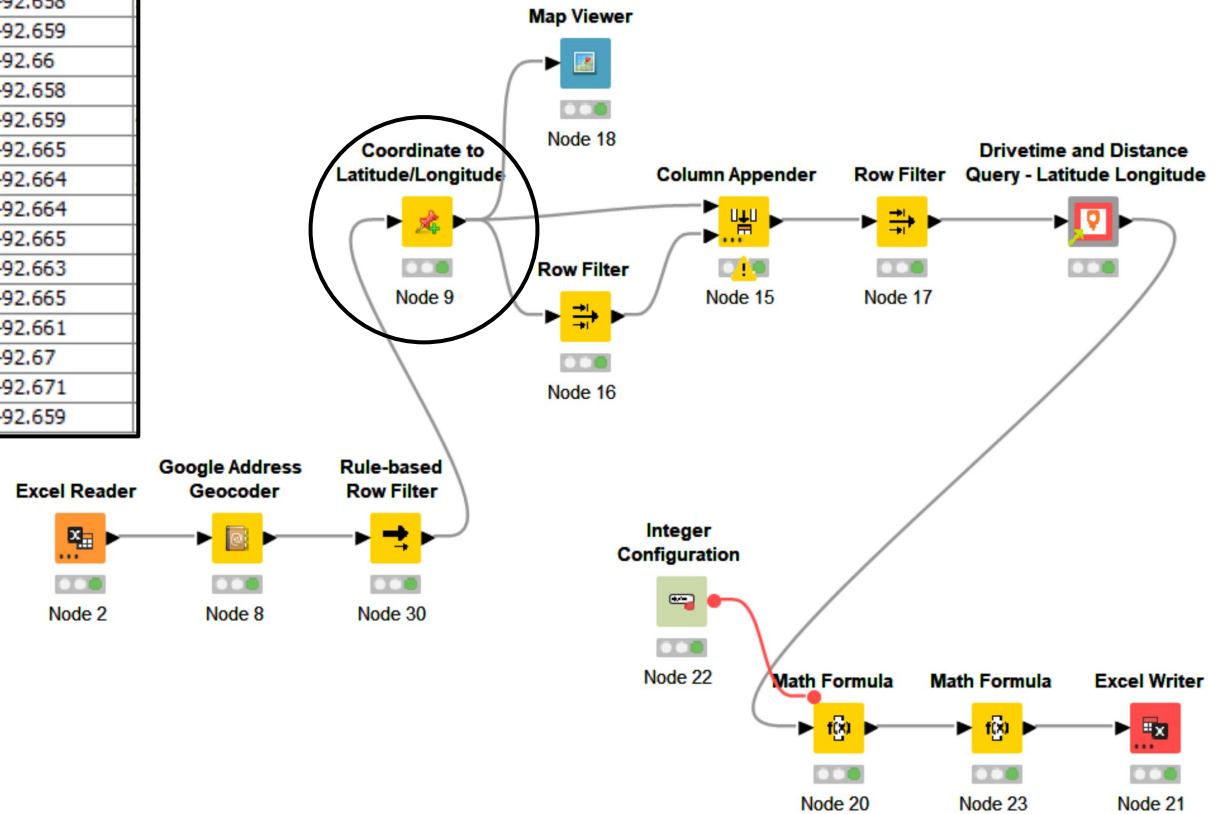 -92.658
-92.659
-92.66
-92.658
-92.659
-92.665
-92.664
-92.664
-92.665
-92.663
-92.665
-92.661
-92.67
-92.671
-92.659
Map Viewer
Node 18
Coordinate to
Latitude/Longitude
Node 9
Row Filter
Node 16
Column Appender
Node 15
Row Filter
Node 17
Drivetime and Distance
Query - Latitude Longitude
Excel Reader
Node 2
Google Address
Geocoder
Node 8
Rule-based
Row Filter
Node 30
Integer
Configuration
Node 22
Math Formula
f(x)
Node 20
Math Formula
f(x)
Node 23
Excel Writer
Node 21